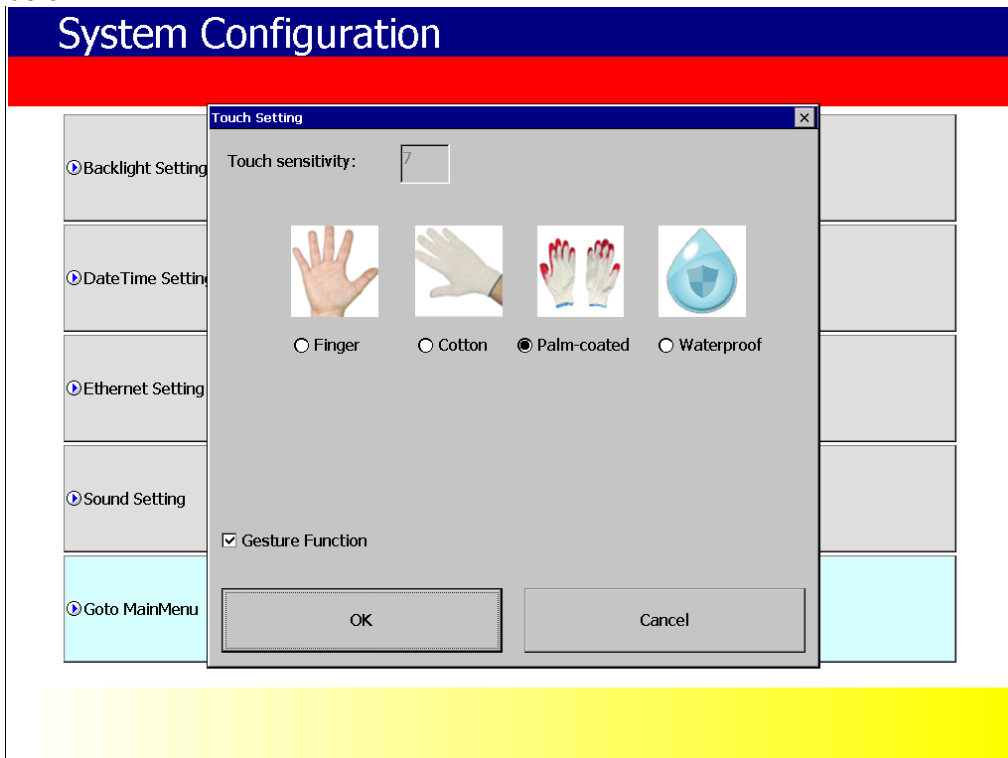 System Configuration
Touch Setting
Backlight Setting
Touch sensitivity:
7
DateTime Setting
Finger
Cotton
Palm-coated
Waterproof
Ethernet Setting
Sound Setting
Gesture Function
Goto MainMenu
OK
Cancel